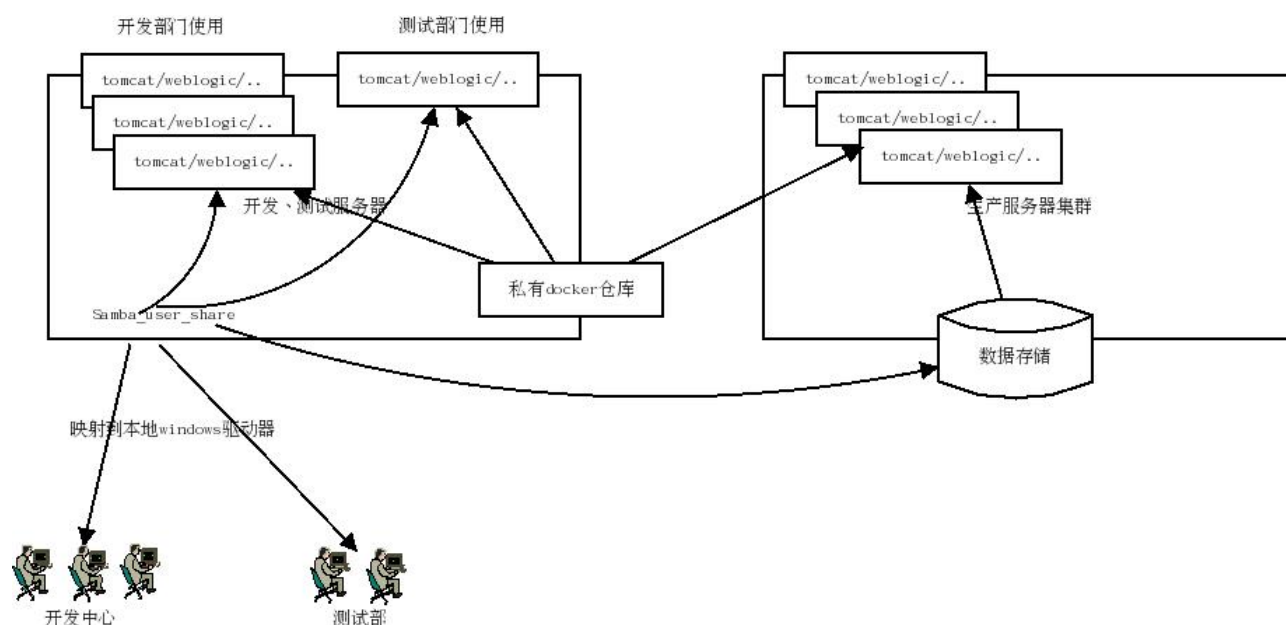 开发部门使用
测试部门使用
tomcat/weblogic/..
tomcat/weblogic/..
tomcat/weblogic/..
tomcat/weblogic/..
tomcat/weblogic/..
tomcat/weblogic/..
tomcat/weblogic/..
开发、测试服务器
生产服务器集群
私有docker仓库
Samba_user_share
数据存储
映射到本地windows驱动器
开发中心
测试部